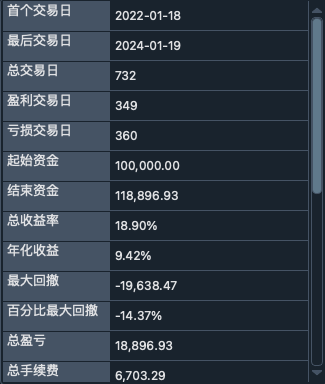 首个交易日 2022-01-18
最后交易日 2024-01-19
总交易日 732
盈利交易日 349
亏损交易日 360
起始资金 100,000.00
结束资金 118,896.93
总收益率 18.90%
年化收益 9.42%
最大回撤 -19,638.47
百分比最大回撤 -14.37%
总盈亏 18,896.93
总手续费 6,703.29